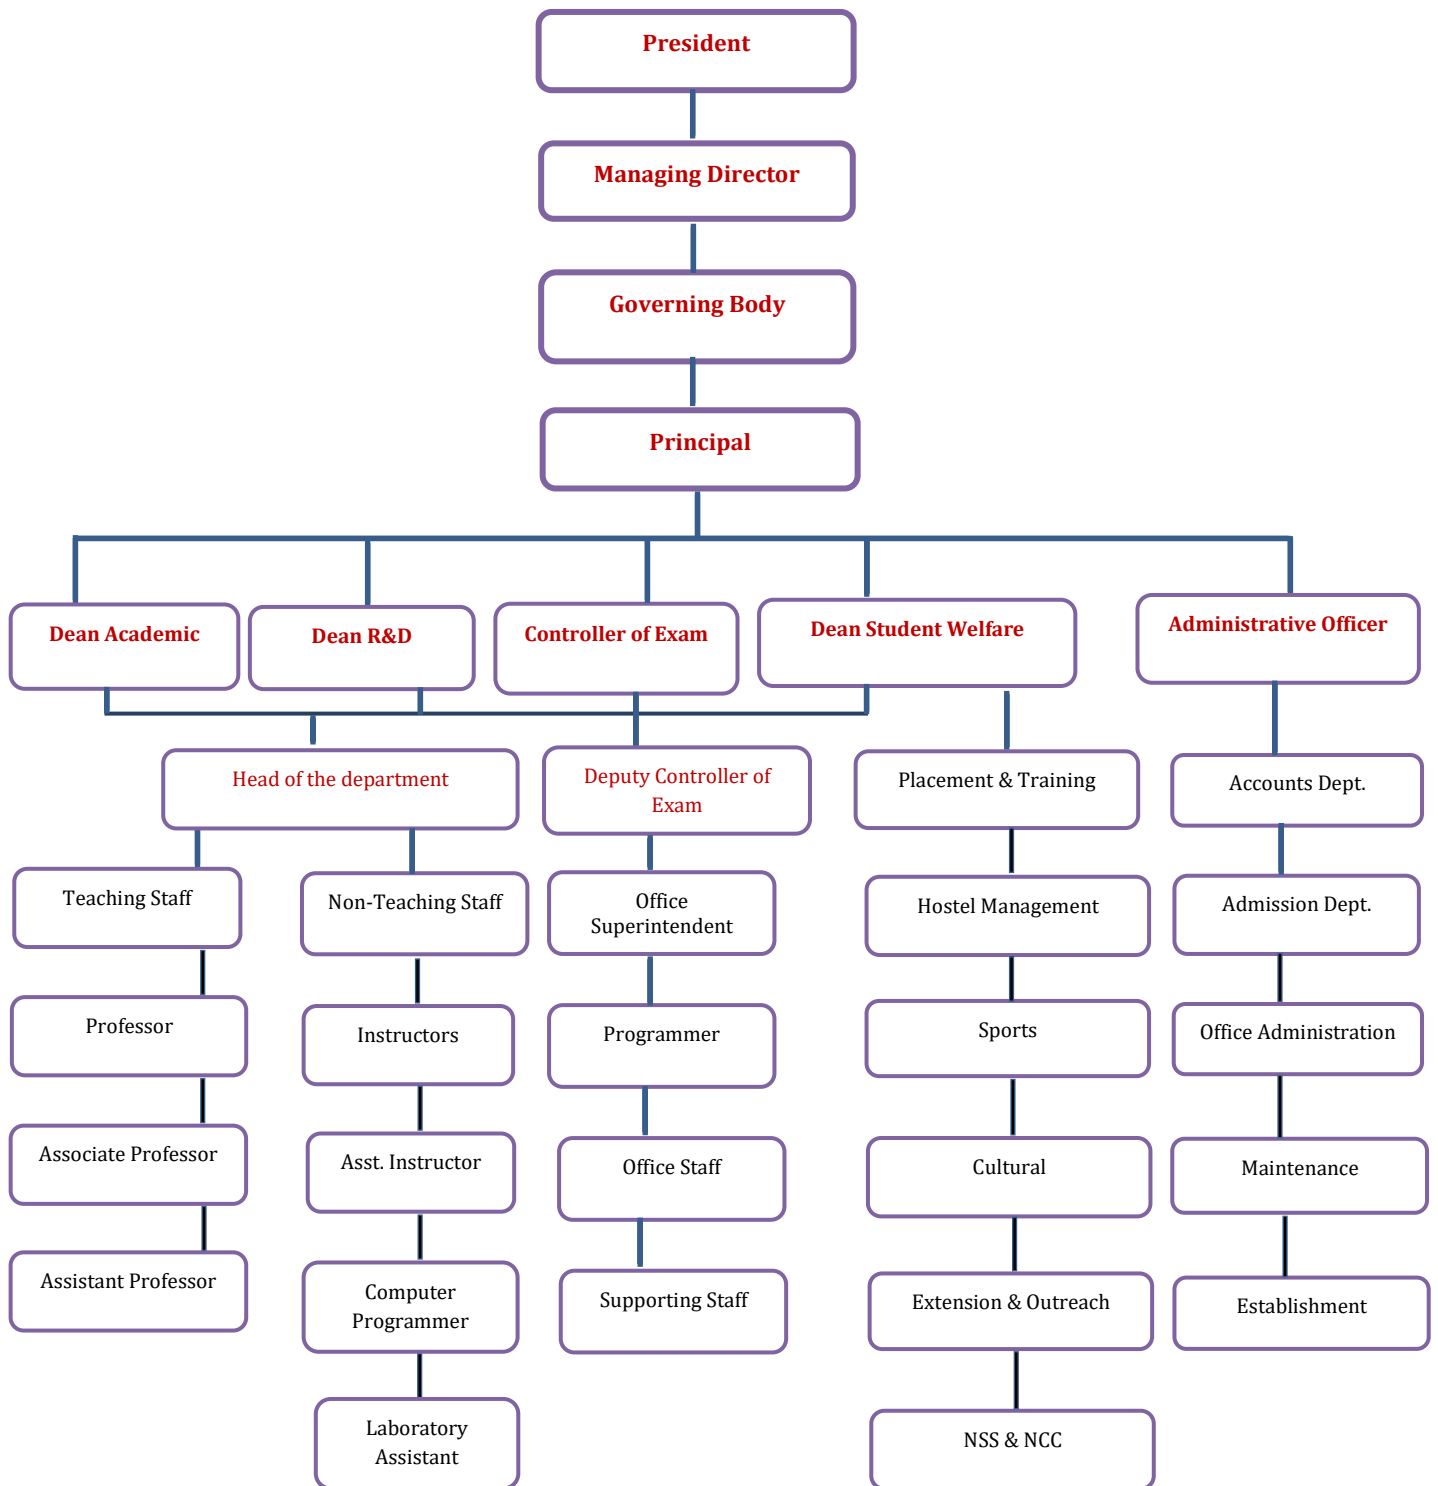 President
Managing Director
Governing Body
Principal
Dean Academic
Dean R&D
Controller of Exam
Dean Student Welfare
Administrative Officer
Head of the department
Deputy Controller of
Exam
Placement & Training
Accounts Dept.
Teaching Staff
Non-Teaching Staff
Office
Superintendent
Hostel Management
Admission Dept.
Professor
Instructors
Programmer
Sports
Office Administration
Associate Professor
Asst. Instructor
Office Staff
Cultural
Maintenance
Assistant Professor
Computer
Programmer
Supporting Staff
Extension & Outreach
Establishment
Laboratory
Assistant
NSS & NCC